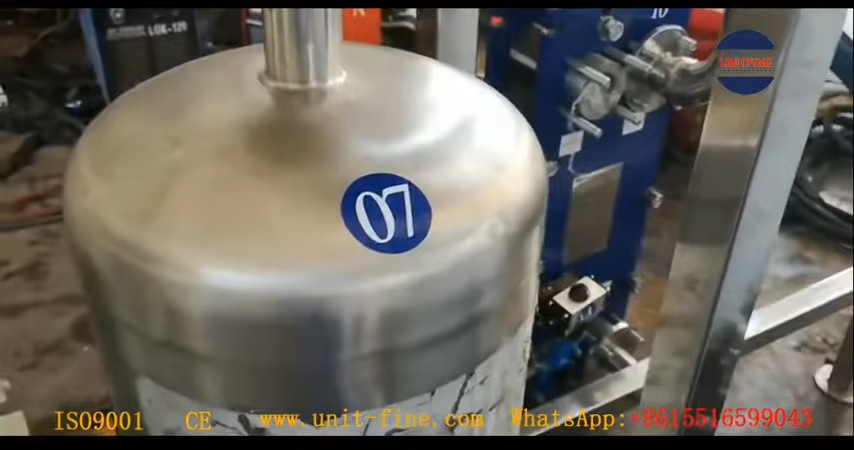 LGK-120
10
UNITFINE
07
ISO9001 CE www.unit-fine.com WhatsApp:+8615516599043